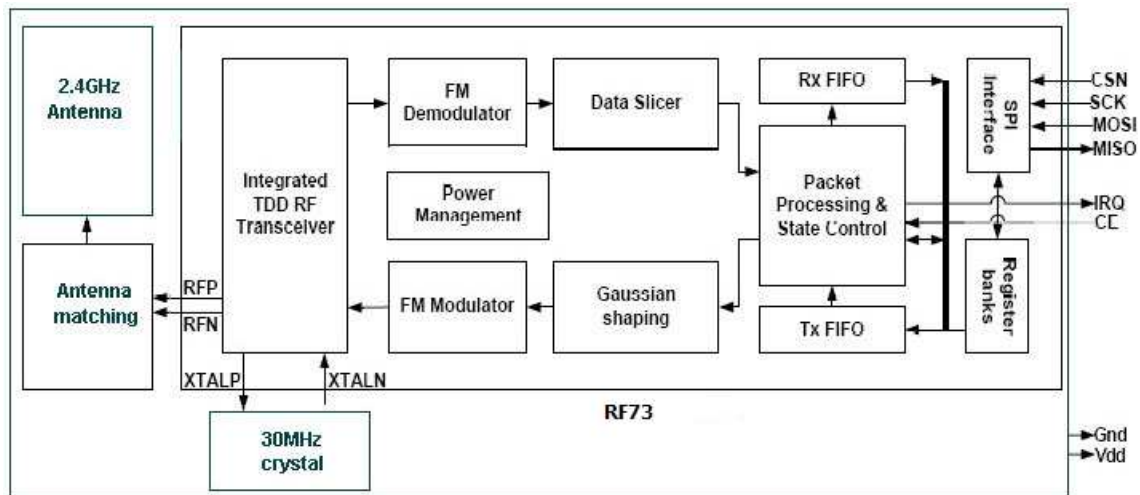 2.4GHz
Antenna
Antenna
matching
RFP
RFN
Integrated
TDD RF
Transceiver
XTALP
XTALN
30MHz
crystal
FM
Demodulator
Data Slicer
Power
Management
FM Modulator
Gaussian
shaping
Rx FIFO
Packet
Processing &
State Control
Tx FIFO
SPI
Interface
Register
banks
CSN
SCK
MOSI
MISO
IRQ
CE
RF73
Gnd
Vdd